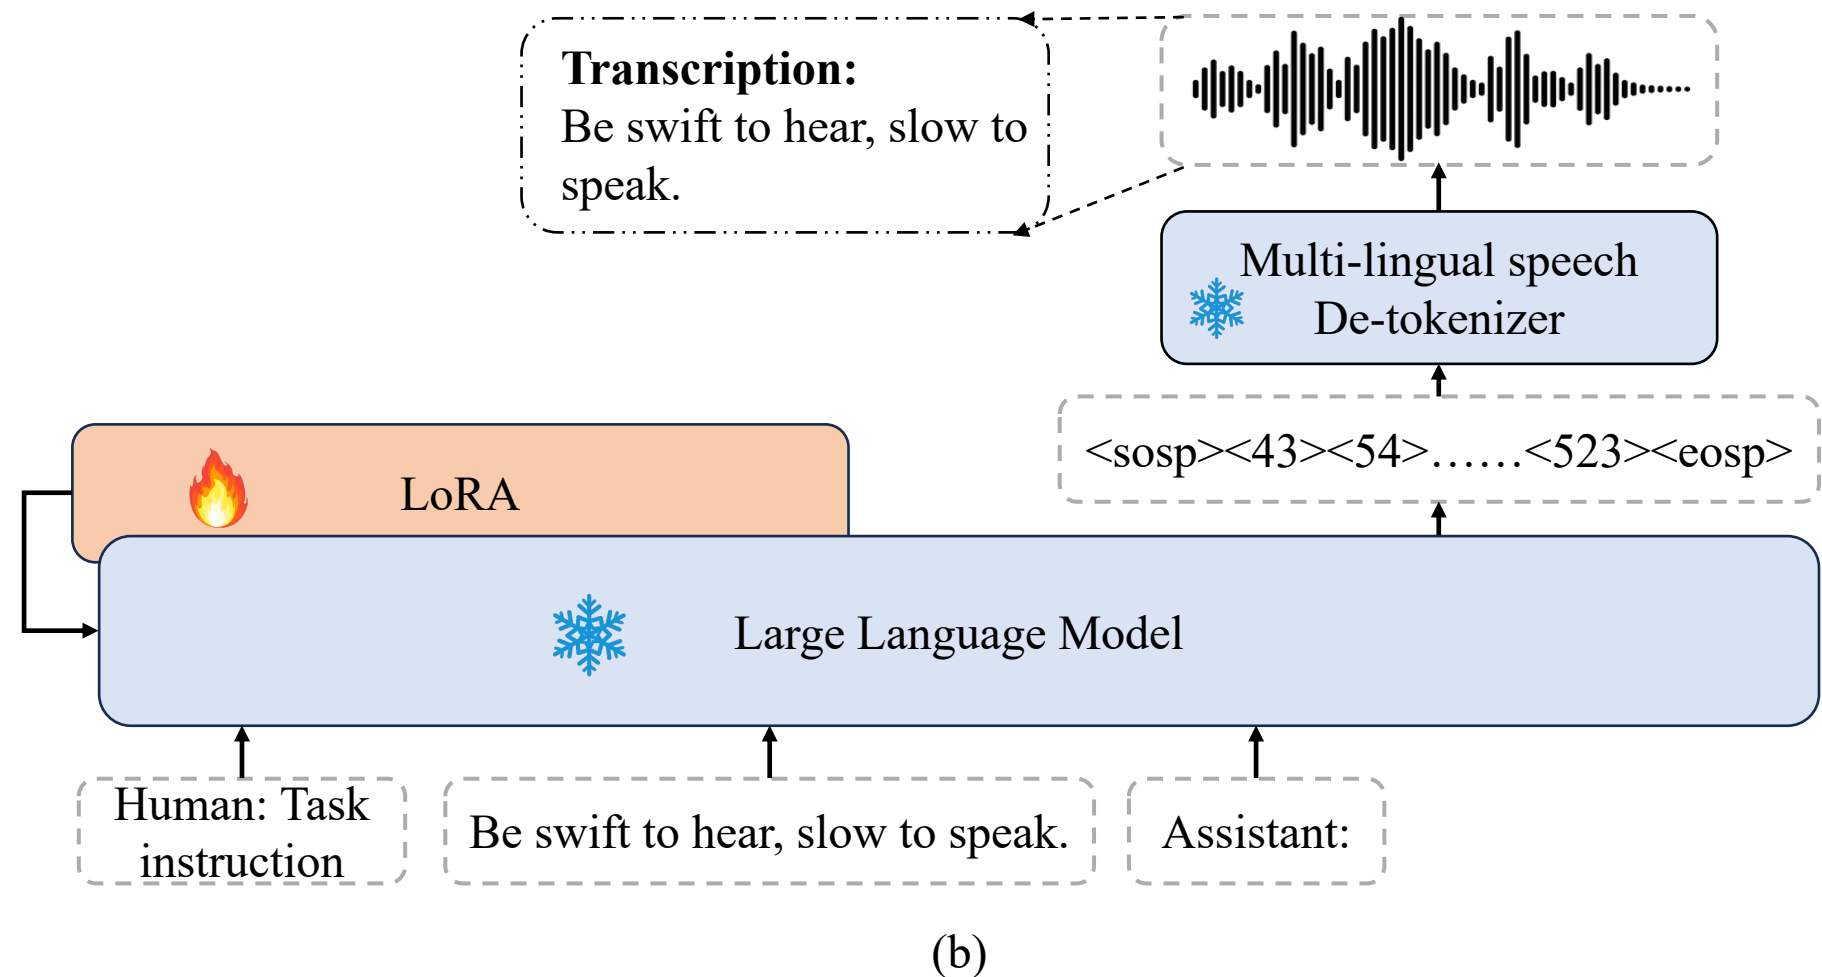 Transcription:
Be swift to hear, slow to
speak.
Multi-lingual speech
De-tokenizer
<sosp><43><54>……<523><eosp>
LoRA
Large Language Model
Human: Task
instruction
Be swift to hear, slow to speak.
Assistant:
(b)